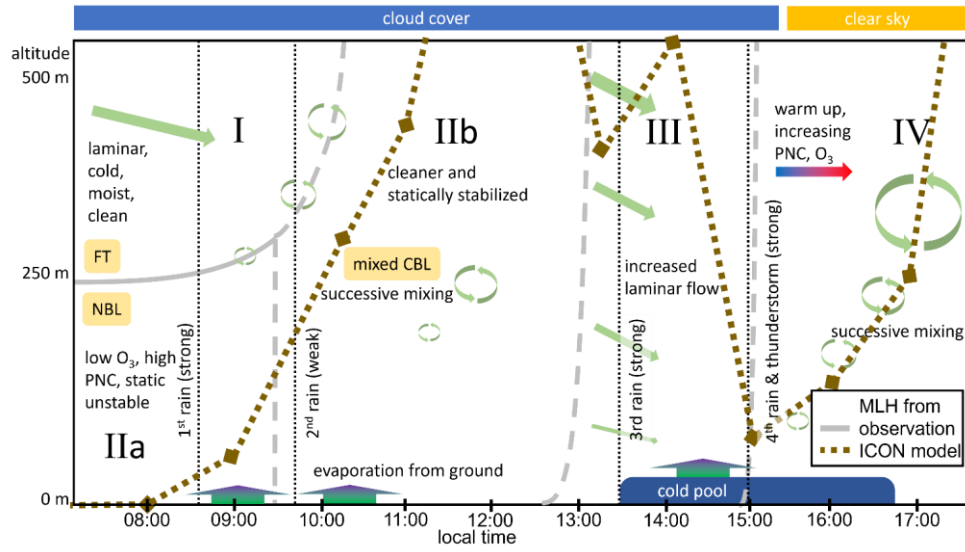 cloud cover
clear sky
altitude
500 m
250 m
0 m
I
IIb
III
IV
IIa
laminar,
cold,
moist,
clean
FT
NBL
low O₃, high
PNC, static
unstable
1st rain (strong)
2nd rain (weak)
cleaner and
statically stabilized
mixed CBL
successive mixing
evaporation from ground
increased
laminar flow
3rd rain (strong)
cold pool
4th rain & thunderstorm (strong)
warm up,
increasing
PNC, O₃
successive mixing
MLH from
observation
ICON model
08:00
09:00
10:00
11:00
12:00
13:00
14:00
15:00
16:00
17:00
local time